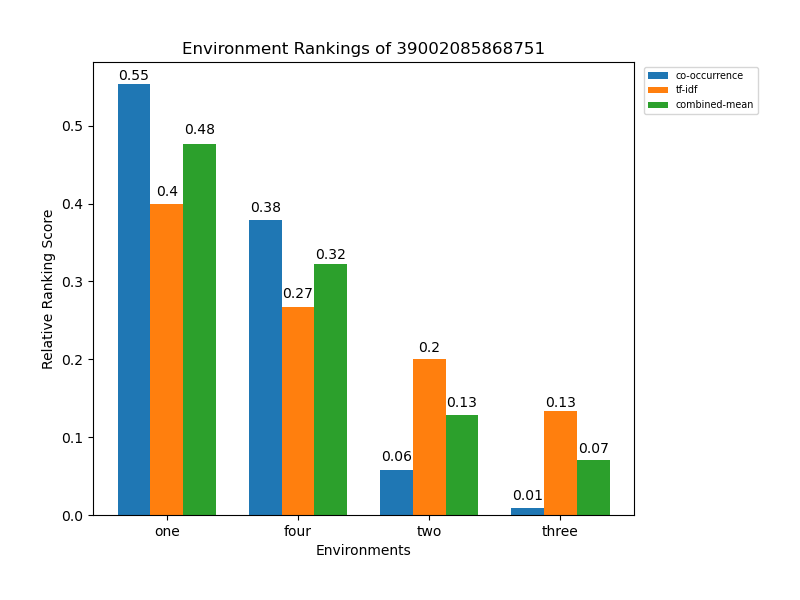 Environment Rankings of 39002085868751
co-occurrence
tf-idf
combined-mean
Relative Ranking Score
0.5
0.4
0.3
0.2
0.1
0.0
0.55
0.4
0.48
0.38
0.27
0.32
0.06
0.2
0.13
0.01
0.13
0.07
one
four
two
three
Environments